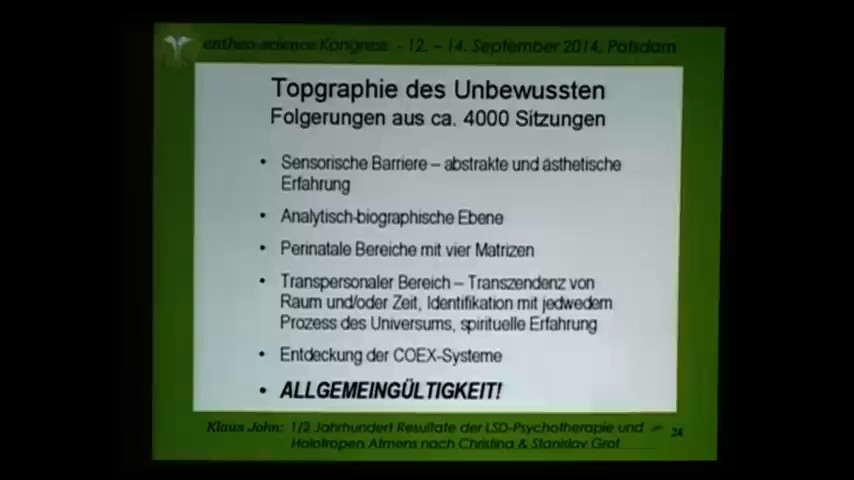 entheo-science Kongress - 12. – 14. September 2014, Potsdam
Topgraphie des Unbewussten
Folgerungen aus ca. 4000 Sitzungen
• Sensorische Barriere – abstrakte und ästhetische
Erfahrung
• Analytisch-biographische Ebene
• Perinatale Bereiche mit vier Matrizen
• Transpersonaler Bereich – Transzendenz von
Raum und/oder Zeit, Identifikation mit jedwedem
Prozess des Universums, spirituelle Erfahrung
• Entdeckung der COEX-Systeme
• ALLGEMEINGÜLTIGKEIT!
Klaus John: 1/2 Jahrhundert Resultate der LSD-Psychotherapie und
Holotropen Atmens nach Christina & Stanislav Grof
24